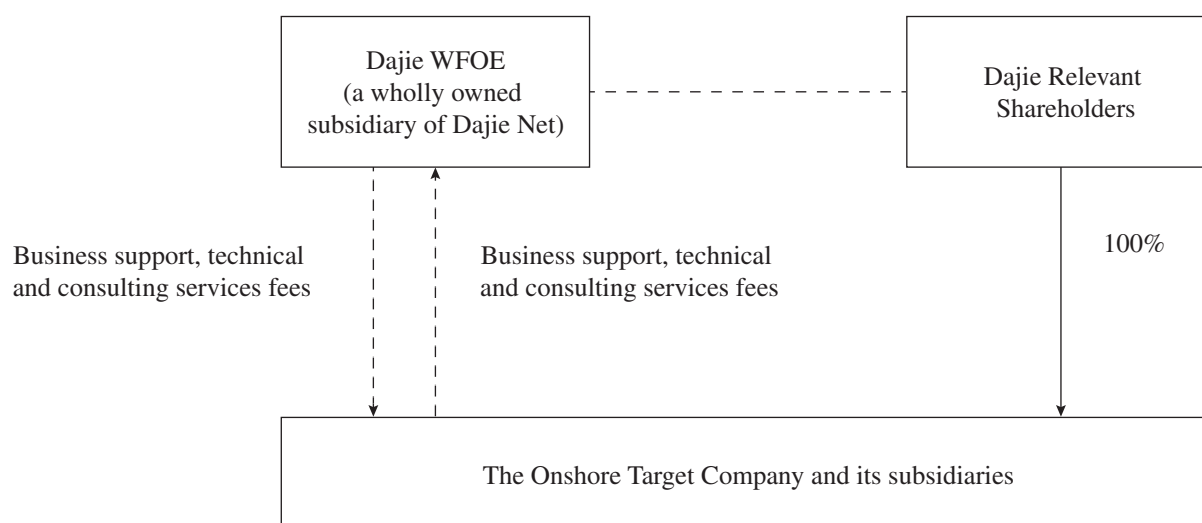 Dajie WFOE
(a wholly owned
subsidiary of Dajie Net)
Dajie Relevant
Shareholders
Business support, technical
and consulting services fees
Business support, technical
and consulting services fees
100%
The Onshore Target Company and its subsidiaries